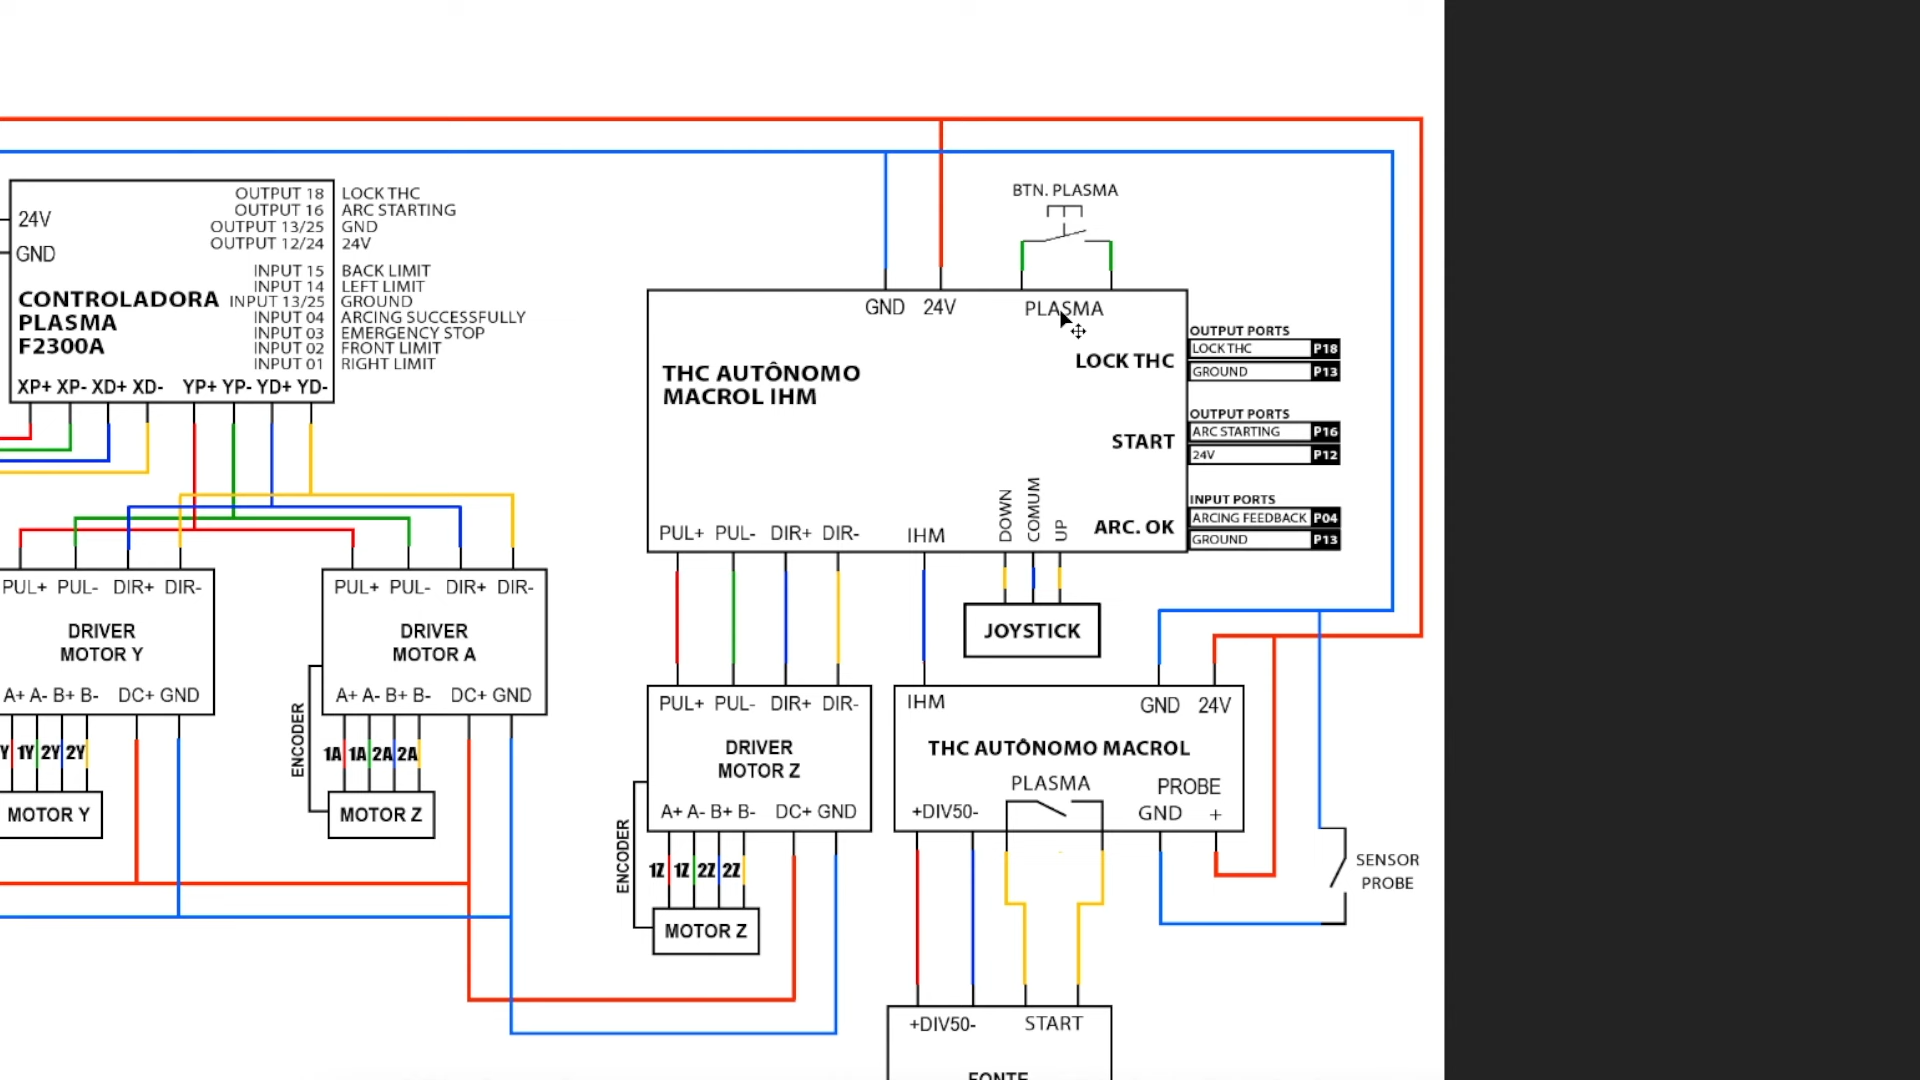 OUTPUT 18 LOCK THC
OUTPUT 16 ARC STARTING
OUTPUT 13/25 GND
OUTPUT 12/24 24V
24V
GND
INPUT 15 BACK LIMIT
INPUT 14 LEFT LIMIT
INPUT 13/25 GROUND
INPUT 04 ARCING SUCCESSFULLY
INPUT 03 EMERGENCY STOP
INPUT 02 FRONT LIMIT
INPUT 01 RIGHT LIMIT
CONTROLADORA
PLASMA
F2300A
XP+ XP- XD+ XD- YP+ YP- YD+ YD-
BTN. PLASMA
GND 24V PLASMA
THC AUTÔNOMO
MACROL IHM
LOCK THC
START
ARC. OK
OUTPUT PORTS
LOCK THC P18
GROUND P13
OUTPUT PORTS
ARC STARTING P16
24V P12
INPUT PORTS
ARCING FEEDBACK P04
GROUND P13
PUL+ PUL- DIR+ DIR- IHM DOWN COMUM UP
JOYSTICK
PUL+ PUL- DIR+ DIR-
DRIVER
MOTOR Y
A+ A- B+ B- DC+ GND
Y 1Y 2Y 2Y
MOTOR Y
PUL+ PUL- DIR+ DIR-
DRIVER
MOTOR A
A+ A- B+ B- DC+ GND
ENCODER
1A 1A 2A 2A
MOTOR Z
PUL+ PUL- DIR+ DIR-
DRIVER
MOTOR Z
A+ A- B+ B- DC+ GND
ENCODER
1Z 1Z 2Z 2Z
MOTOR Z
IHM GND 24V
THC AUTÔNOMO MACROL
PLASMA
PROBE
+DIV50- GND +
SENSOR
PROBE
+DIV50- START
FONTE